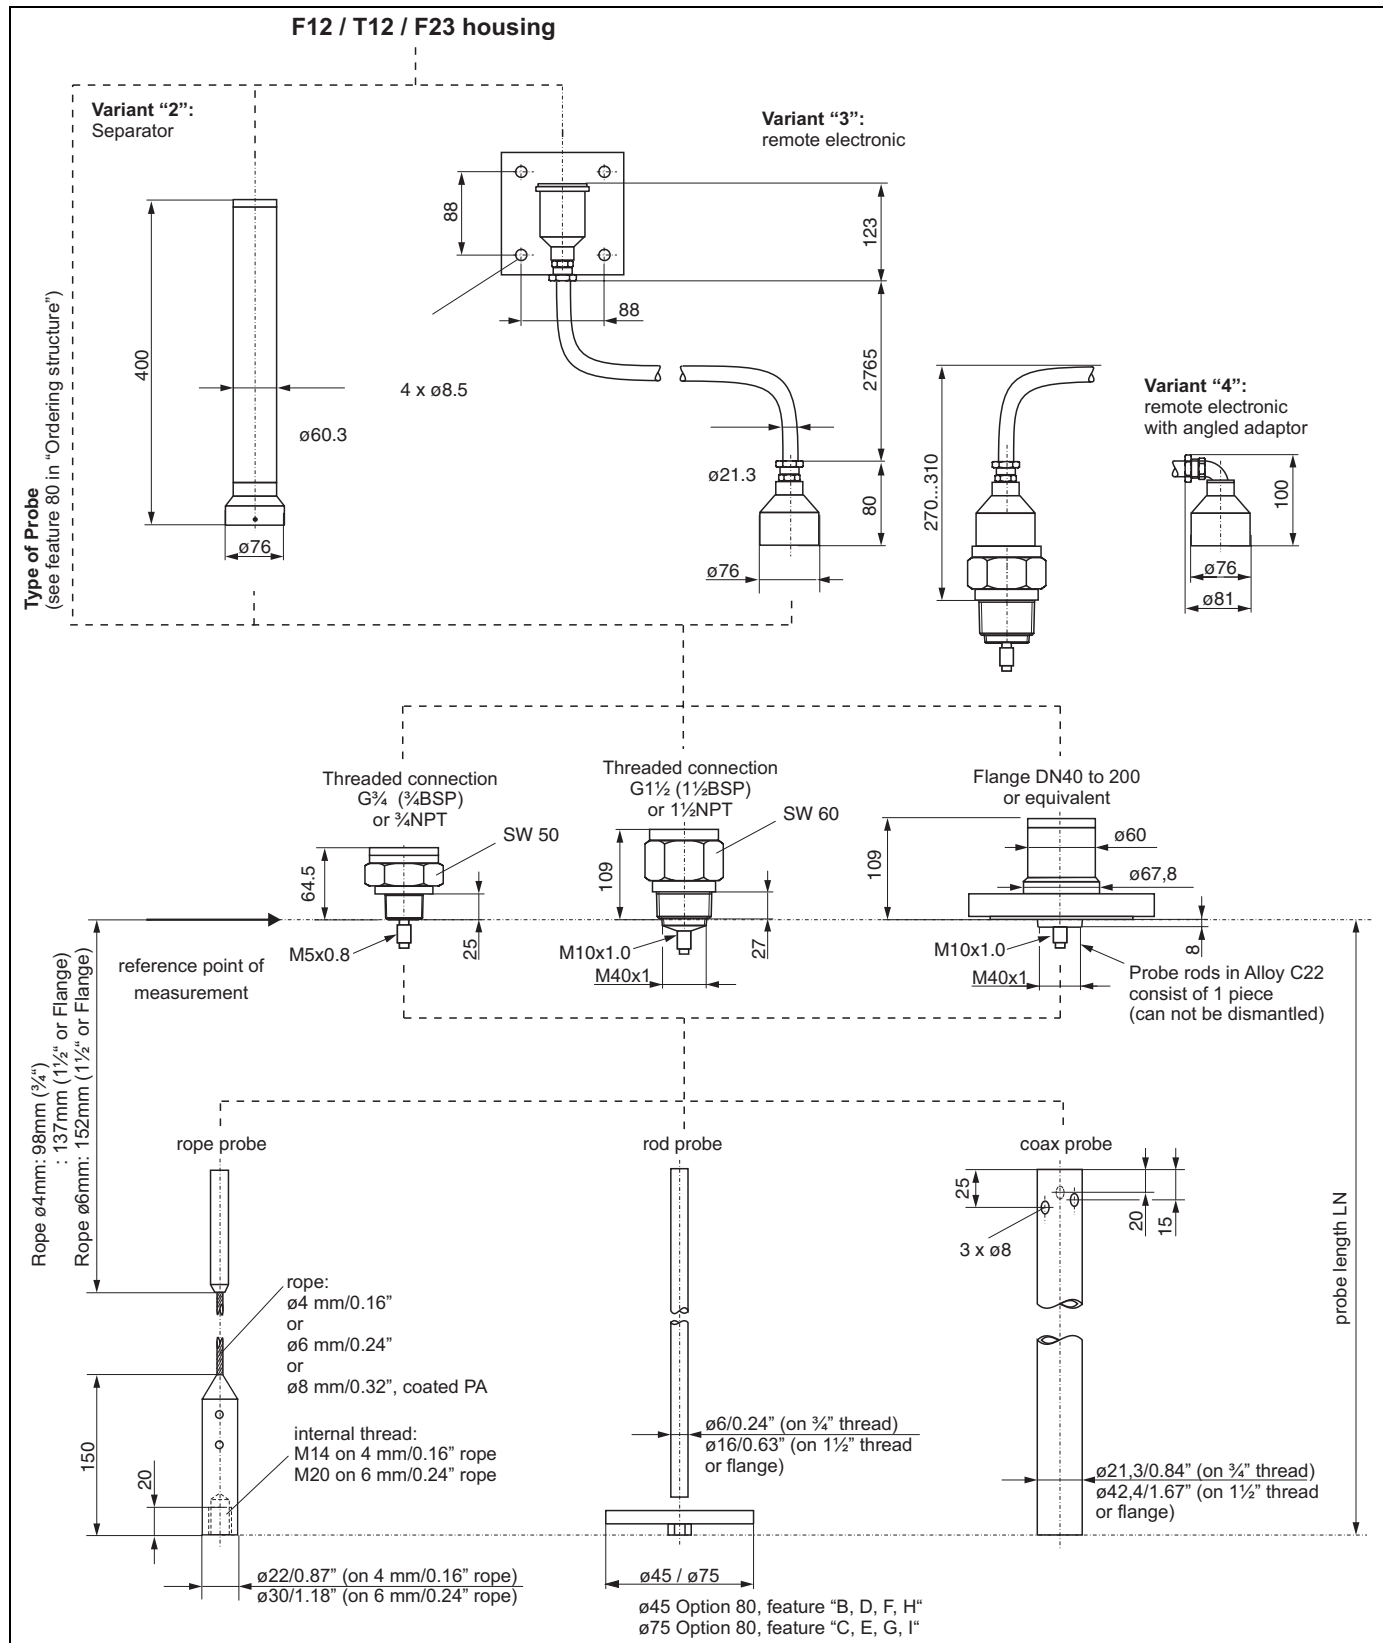 F12 / T12 / F23 housing
Variant “2”:
Separator
Variant “3”:
remote electronic
88
123
400
88
4 x ø8.5
ø60.3
2765
ø21.3
80
ø76
ø76
270...310
Variant “4”:
remote electronic
with angled adaptor
100
ø76
ø81
Type of Probe
(see feature 80 in “Ordering structure”)
Threaded connection
G¾ (¾BSP)
or ¾NPT
SW 50
64.5
M5x0.8
25
Threaded connection
G1½ (1½BSP)
or 1½NPT
SW 60
109
M10x1.0
M40x1
27
Flange DN40 to 200
or equivalent
109
ø60
ø67,8
M10x1.0
M40x1
8
Probe rods in Alloy C22
consist of 1 piece
(can not be dismantled)
reference point of
measurement
Rope ø4mm: 98mm (¾“)
: 137mm (1½“ or Flange)
Rope ø6mm: 152mm (1½“ or Flange)
rope probe
rod probe
coax probe
25
20
15
3 x ø8
probe length LN
rope:
ø4 mm/0.16”
or
ø6 mm/0.24”
or
ø8 mm/0.32”, coated PA
internal thread:
M14 on 4 mm/0.16” rope
M20 on 6 mm/0.24” rope
150
20
ø22/0.87” (on 4 mm/0.16” rope)
ø30/1.18” (on 6 mm/0.24” rope)
ø6/0.24” (on ¾” thread)
ø16/0.63” (on 1½” thread
or flange)
ø45 / ø75
ø45 Option 80, feature “B, D, F, H“
ø75 Option 80, feature “C, E, G, I“
ø21,3/0.84” (on ¾” thread)
ø42,4/1.67” (on 1½” thread
or flange)